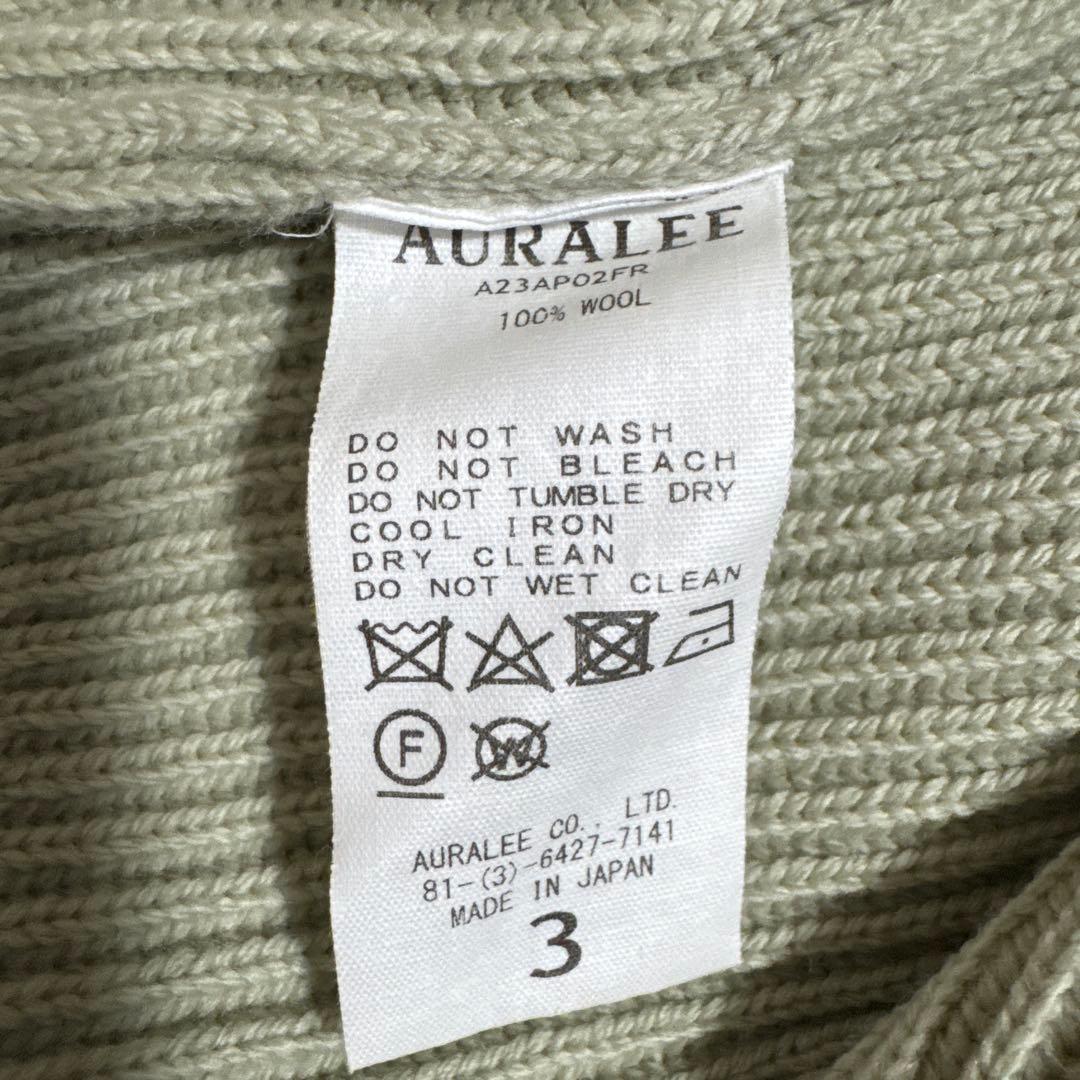 AURALEE
A23AP02FR
100% WOOL
DO NOT WASH
DO NOT BLEACH
DO NOT TUMBLE DRY
COOL IRON
DRY CLEAN
DO NOT WET CLEAN
F W
AURALEE CO., LTD.
81-(3)-6427-7141
MADE IN JAPAN
3